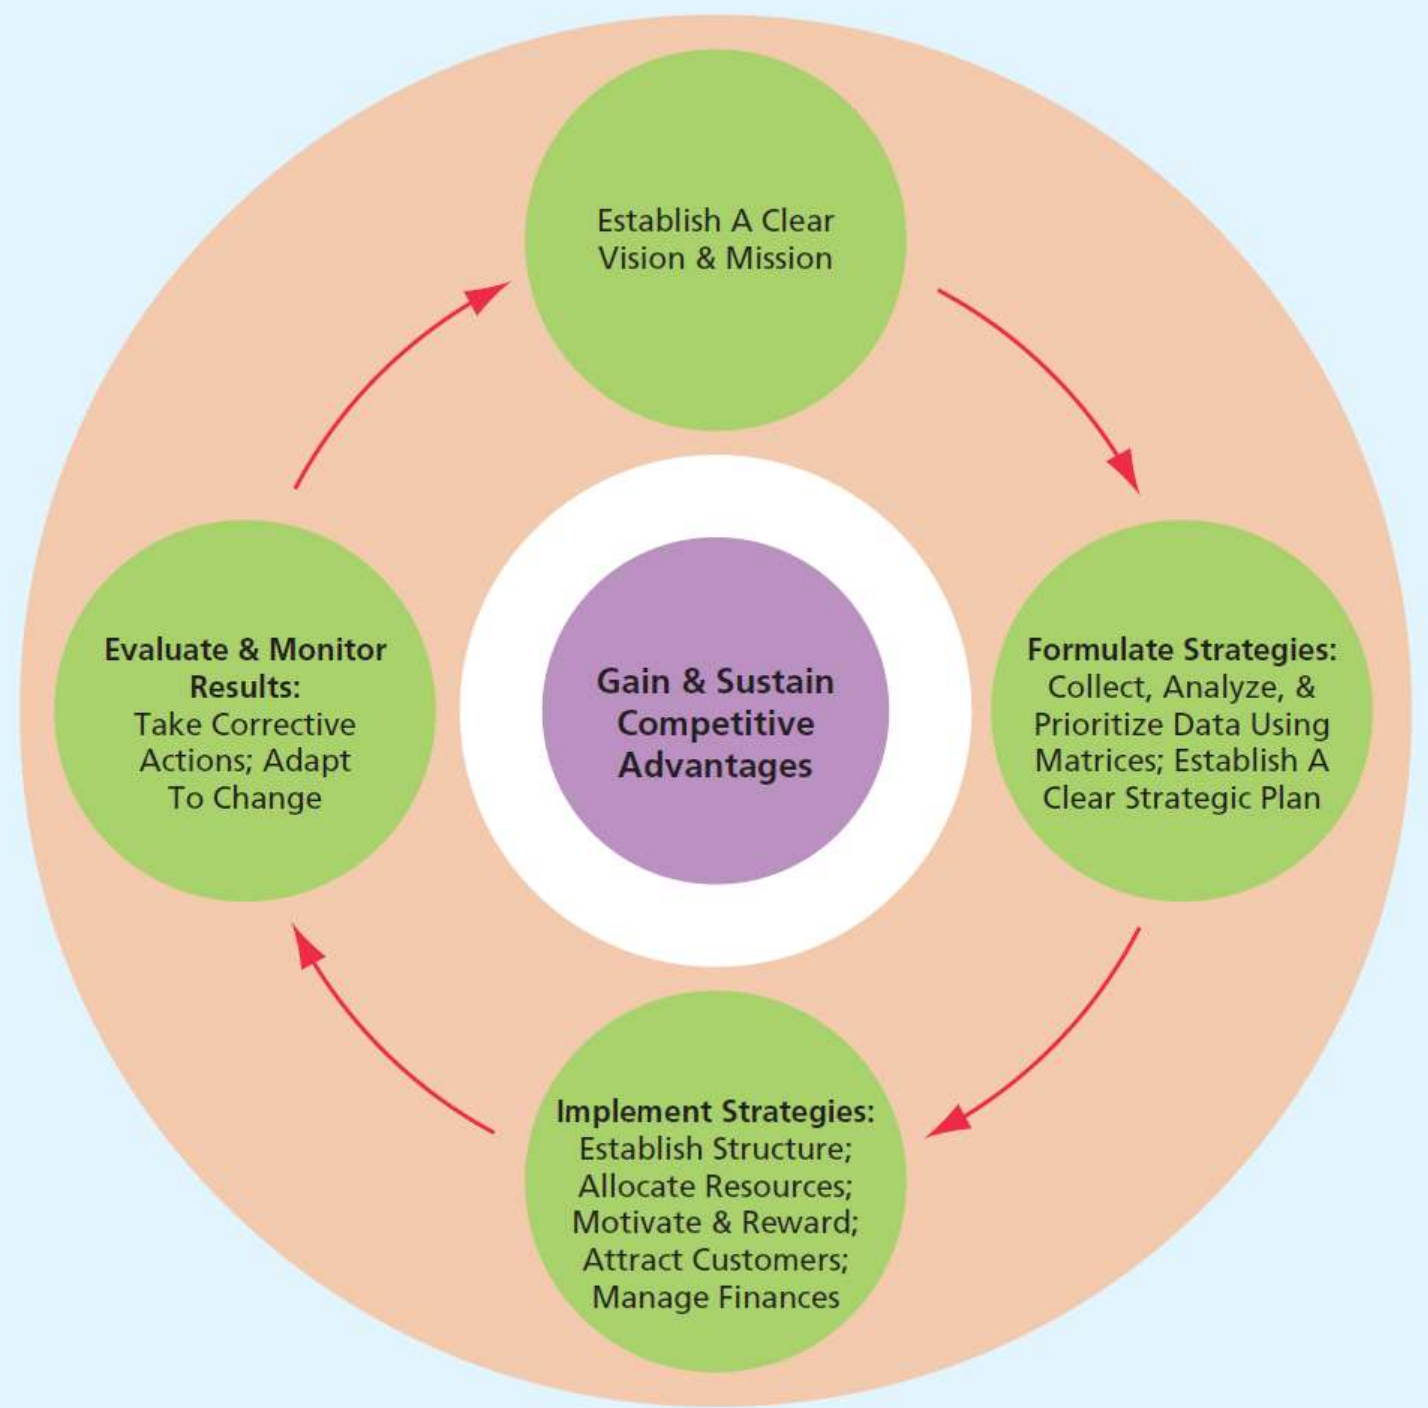 Establish A Clear
Vision & Mission
Formulate Strategies:
Collect, Analyze, &
Prioritize Data Using
Matrices; Establish A
Clear Strategic Plan
Implement Strategies:
Establish Structure;
Allocate Resources;
Motivate & Reward;
Attract Customers;
Manage Finances
Evaluate & Monitor
Results:
Take Corrective
Actions; Adapt
To Change
Gain & Sustain
Competitive
Advantages